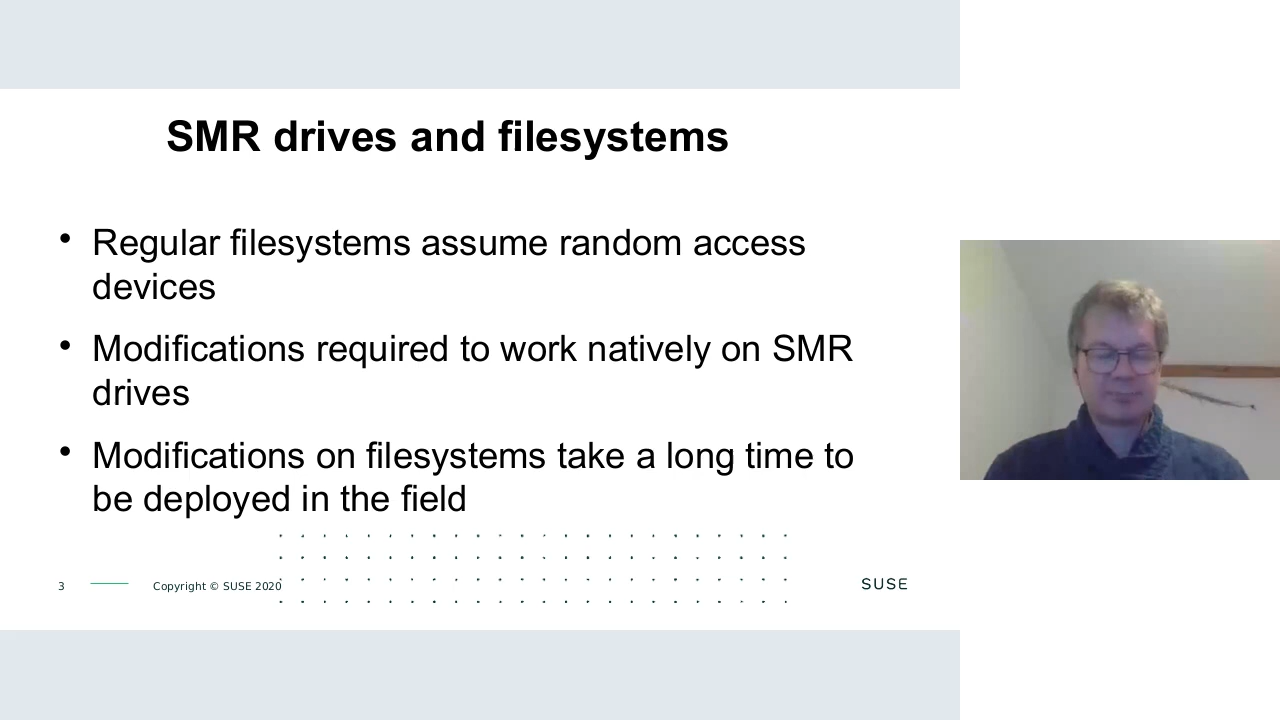 SMR drives and filesystems
• Regular filesystems assume random access
devices
• Modifications required to work natively on SMR
drives
• Modifications on filesystems take a long time to
be deployed in the field
3
Copyright © SUSE 2020
SUSE